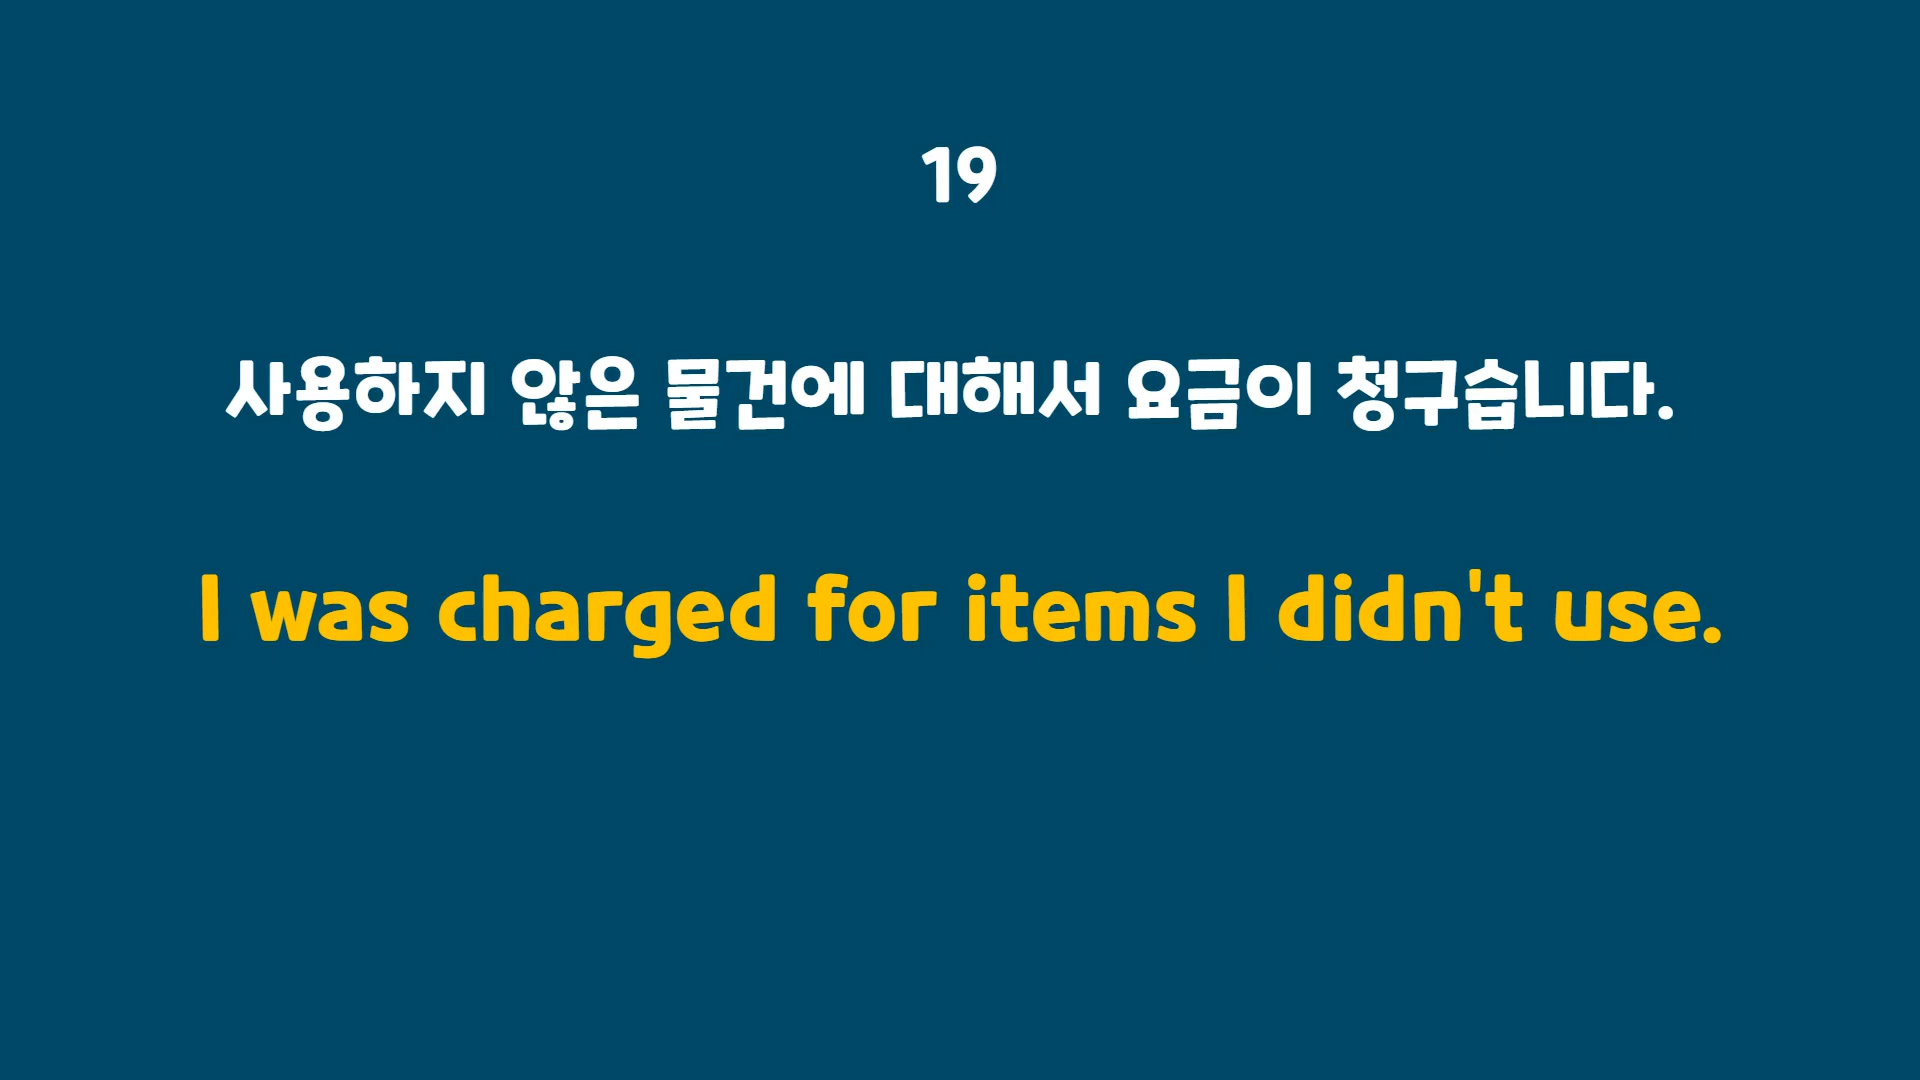 19
사용하지 않은 물건에 대해서 요금이 청구습니다.
I was charged for items I didn't use.